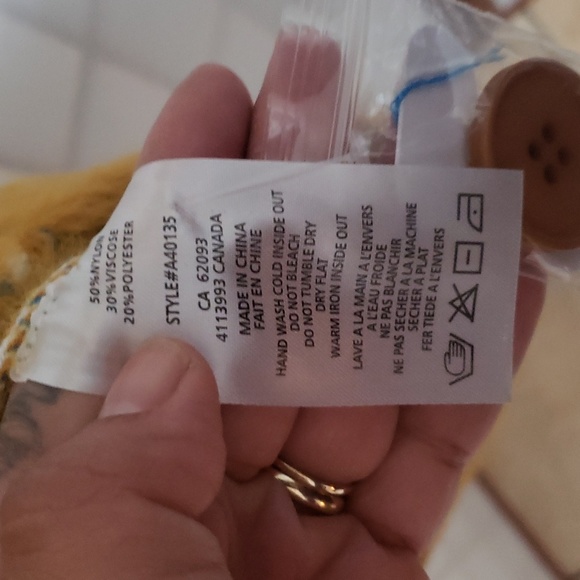 50%NYLON
30%VISCOSE
20%POLYESTER
STYLE#A40135
CA 62093
4113993 CANADA
MADE IN CHINA
FAIT EN CHINE
HAND WASH COLD INSIDE OUT
DO NOT BLEACH
DO NOT TUMBLE DRY
DRY FLAT
WARM IRON INSIDE OUT
LAVE A LA MAIN A L'ENVERS
A L'EAU FROIDE
NE PAS BLANCHIR
NE PAS SECHER A LA MACHINE
SECHER A PLAT
FER TIEDE A l'ENVERS